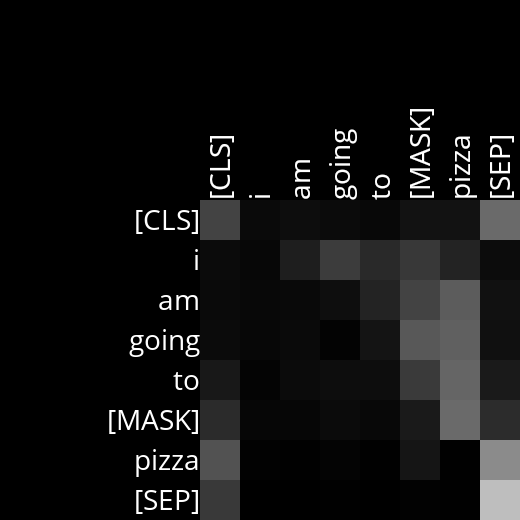 [CLS] i am going to [MASK] pizza [SEP]
[CLS]
i
am
going
to
[MASK]
pizza
[SEP]